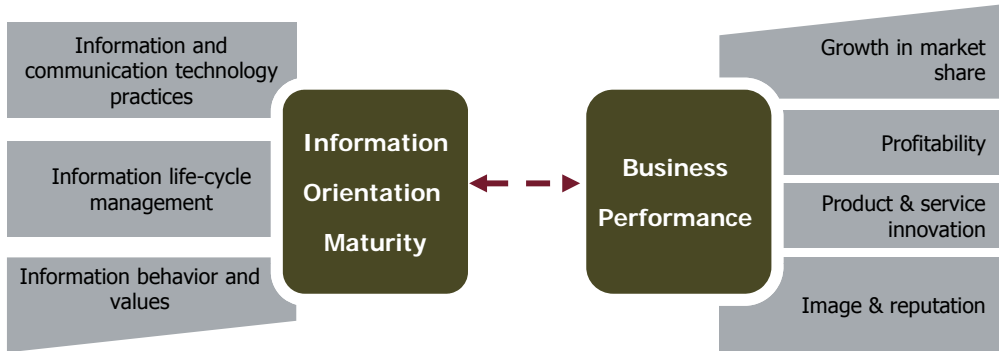 Information and
communication technology
practices
Information life-cycle
management
Information behavior and
values
Information
Orientation
Maturity
Business
Performance
Growth in market
share
Profitability
Product & service
innovation
Image & reputation